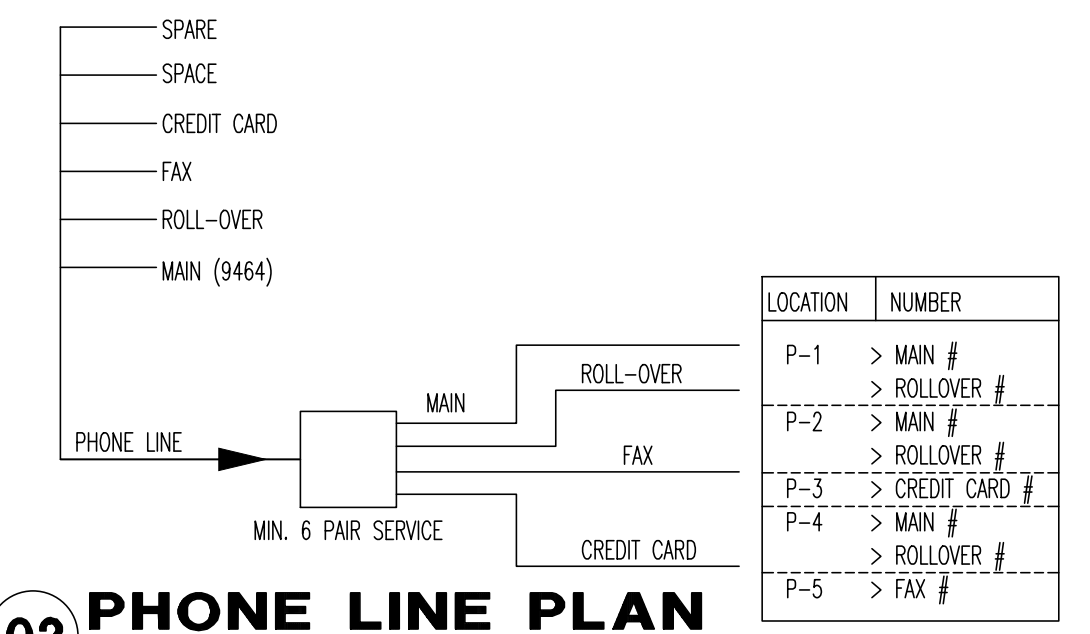 SPARE
SPACE
CREDIT CARD
FAX
ROLL-OVER
MAIN (9464)
PHONE LINE
MIN. 6 PAIR SERVICE
MAIN
ROLL-OVER
FAX
CREDIT CARD
LOCATION NUMBER
P-1 > MAIN #
> ROLLOVER #
P-2 > MAIN #
> ROLLOVER #
P-3 > CREDIT CARD #
P-4 > MAIN #
> ROLLOVER #
P-5 > FAX #
PHONE LINE PLAN